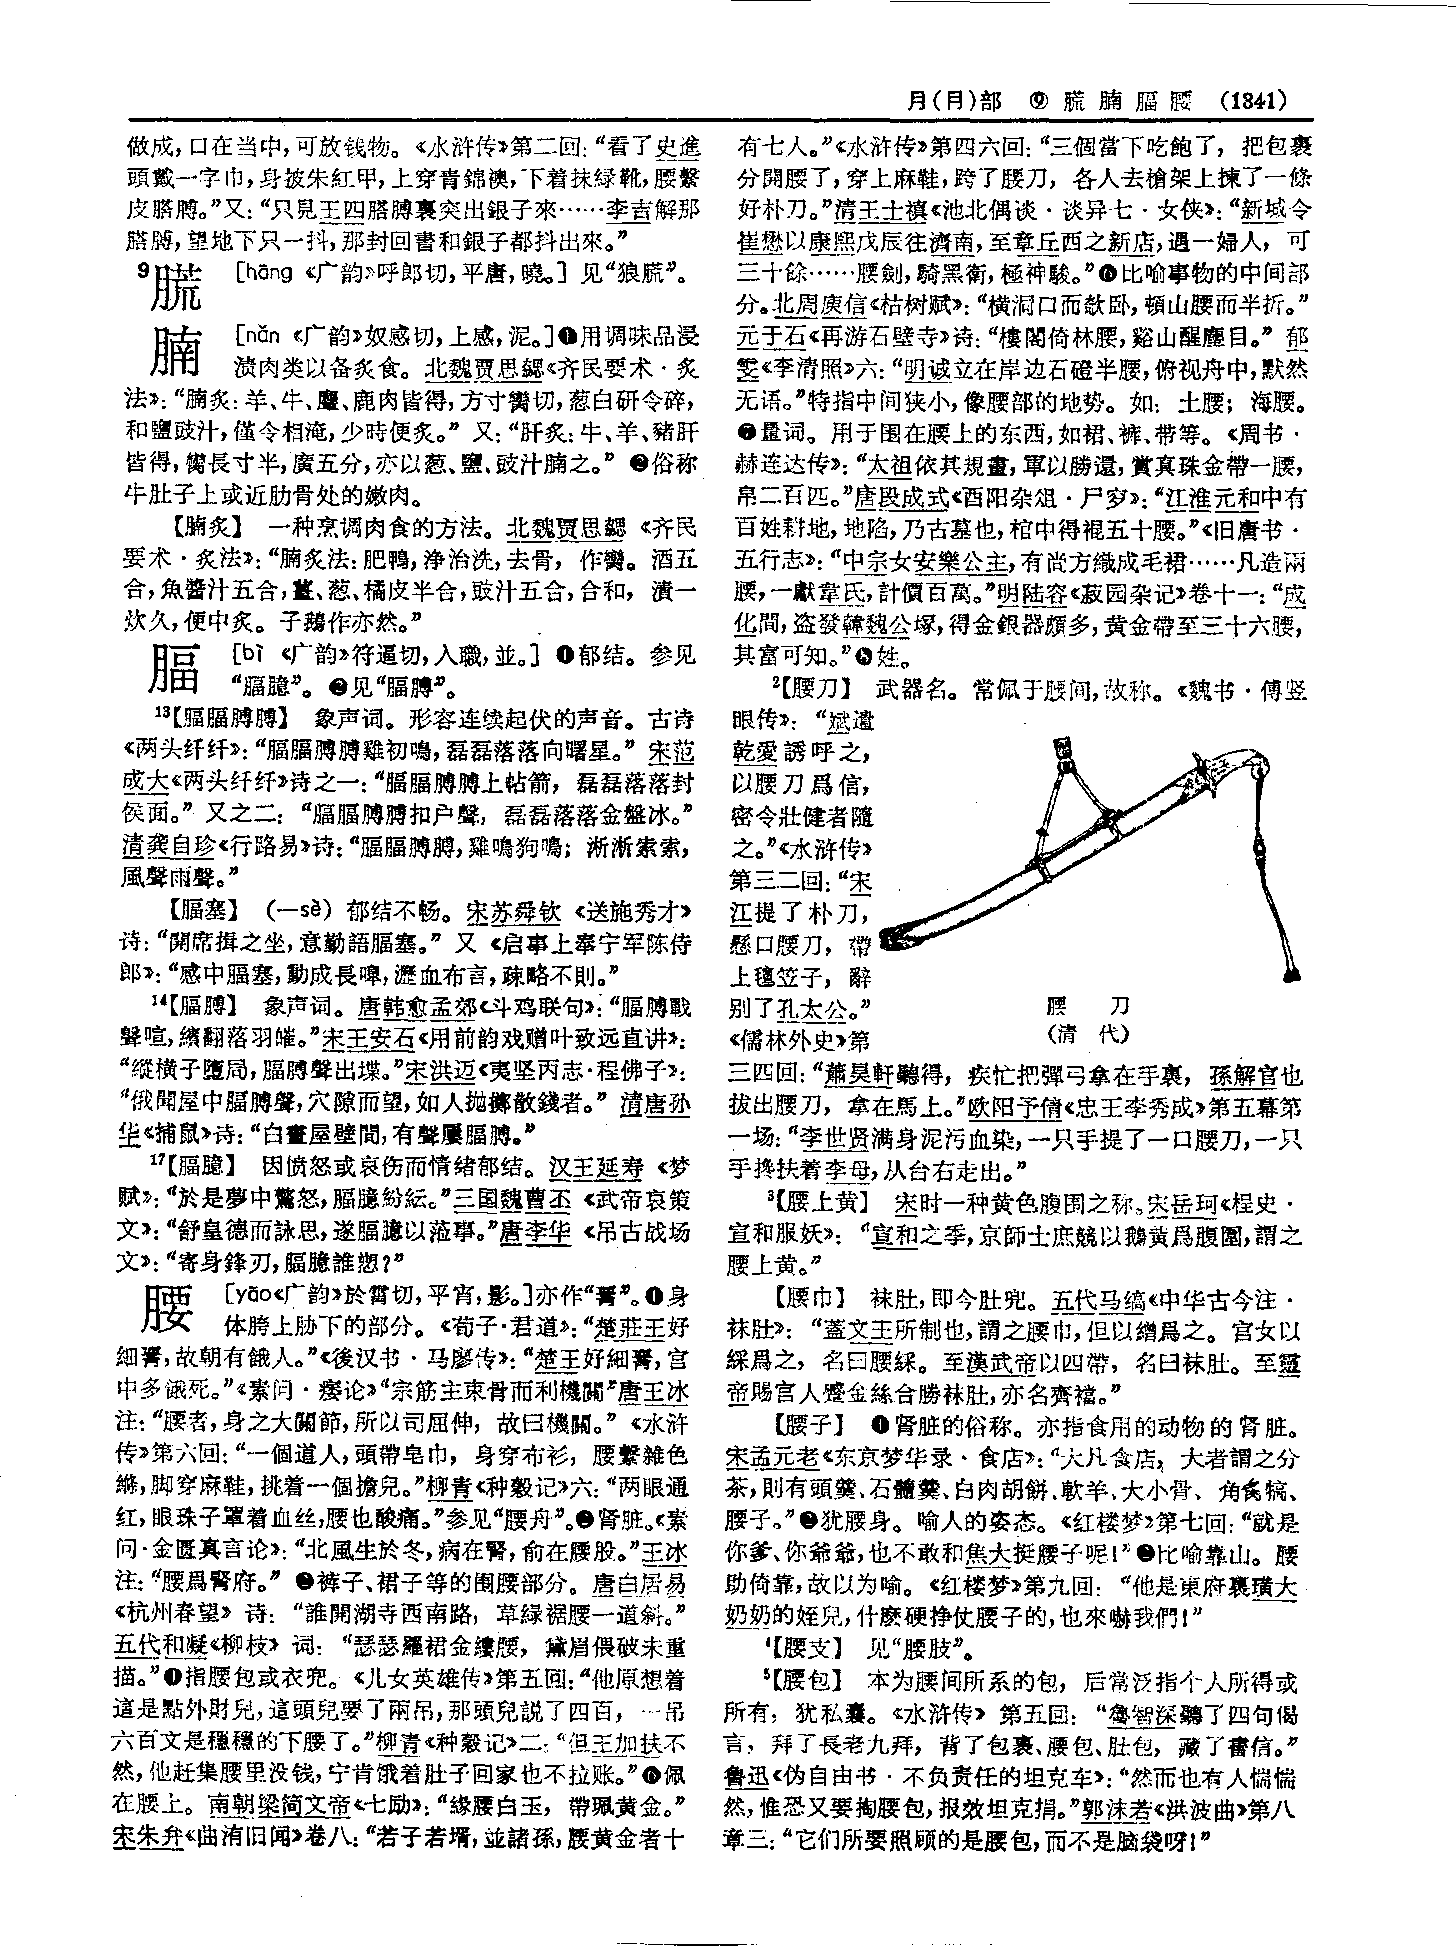 月(月)部 ⑨ 䐠 腩 腷 腰 (1341)
做成,口在当中,可放钱物。《水浒传》第二回:“看了史進
頭戴一字巾,身披朱紅甲,上穿青錦襖,下着抹緑靴,腰繫
皮搭膊。”又:“只見王四搭膊裏突出銀子來……李吉解那
搭膊,望地下只一抖,那封回書和銀子都抖出來。”
9 [hāng《广韵》呼郎切,平唐,曉。] 见“狼䐠”。
腩 [nǎn《广韵》奴感切,上感,泥。]❶用调味品浸
渍肉类以备炙食。北魏贾思勰《齐民要术·炙
法》:“腩炙:羊、牛、麞、鹿肉皆得,方寸臠切,葱白研令碎,
和鹽豉汁,僅令相淹,少時便炙。”又:“肝炙:牛、羊、豬肝
皆得,臠長寸半,廣五分,亦以葱、鹽、豉汁腩之。”❷俗称
牛肚子上或近肋骨处的嫩肉。
【腩炙】 一种烹调肉食的方法。北魏贾思勰《齐民
要术·炙法》:“腩炙法:肥鴨,净治洗,去骨,作臠。酒五
合,魚醬汁五合,薑、葱、橘皮半合,豉汁五合,合和,漬一
炊久,便中炙。子鵝作亦然。”
腷 [bì《广韵》符逼切,入職,並。]❶郁结。参见
“腷臆”。❷见“腷膊”。
13【腷腷膊膊】 象声词。形容连续起伏的声音。古诗
《两头纤纤》:“腷腷膊膊雞初鳴,磊磊落落向曙星。”宋范
成大《两头纤纤》诗之一:“腷腷膊膊上帖箭,磊磊落落封
侯面。”又之二:“腷腷膊膊扣户聲,磊磊落落金盤冰。”
清龚自珍《行路易》诗:“腷腷膊膊,雞鳴狗鳴;淅淅索索,
風聲雨聲。”
【腷塞】 (—sè)郁结不畅。宋苏舜钦《送施秀才》
诗:“開席揖之坐,意勤語腷塞。”又《启事上奉宁军陈侍
郎》:“感中腷塞,動成長嘷,瀝血布言,疎略不則。”
14【腷膊】 象声词。唐韩愈孟郊《斗鸡联句》:“腷膊戰
聲喧,繽翻落羽皠。”宋王安石《用前韵戏赠叶致远直讲》:
“縱横子墮局,腷膊聲出堞。”宋洪迈《夷坚丙志·程佛子》:
“俄聞屋中腷膊聲,穴隙而望,如人抛擲散錢者。”清唐孙
华《捕鼠》诗:“白晝屋壁間,有聲屢腷膊。”
17【腷臆】 因愤怒或哀伤而情绪郁结。汉王延寿《梦
赋》:“於是夢中驚怒,腷臆紛紜。”三国魏曹丕《武帝哀策
文》:“舒皇德而詠思,遂腷臆以涖事。”唐李华《吊古战场
文》:“寄身鋒刃,腷臆誰愬?”
腰 [yāo《广韵》於霄切,平宵,影。]亦作“𦝫”。❶身
体胯上胁下的部分。《荀子·君道》:“楚莊王好
細𦝫,故朝有餓人。”《後汉书·马廖传》:“楚王好細𦝫,宫
中多饿死。”《素问·痿论》“宗筋主束骨而利機關”唐王冰
注:“腰者,身之大關節,所以司屈伸,故曰機關。”《水浒
传》第六回:“一個道人,頭帶皂巾,身穿布衫,腰繫雜色
縧,脚穿麻鞋,挑着一個擔兒。”柳青《种榖记》六:“两眼通
红,眼珠子罩着血丝,腰也酸痛。”参见“腰舟”。❷肾脏。《素
问·金匱真言论》:“北風生於冬,病在腎,俞在腰股。”王冰
注:“腰爲腎府。”❸裤子、裙子等的围腰部分。唐白居易
《杭州春望》诗:“誰開湖寺西南路,草緑裙腰一道斜。”
五代和凝《柳枝》词:“瑟瑟羅裙金縷腰,黛眉偎破未重
描。”❹指腰包或衣兜。《儿女英雄传》第五回:“他原想着
這是點外財兒,這頭兒要了兩吊,那頭兒説了四百,一吊
六百文是穩穩的下腰了。”柳青《种榖记》二:“但王加扶不
然,他赶集腰里没钱,宁肯饿着肚子回家也不拉账。”❺佩
在腰上。南朝梁简文帝《七励》:“緣腰白玉,帶珮黄金。”
宋朱弁《曲洧旧闻》卷八:“若子若壻,並諸孫,腰黄金者十
有七人。”《水浒传》第四六回:“三個當下吃飽了,把包裹
分開腰了,穿上麻鞋,跨了腰刀,各人去槍架上揀了一條
好朴刀。”清王士禛《池北偶谈·谈异七·女侠》:“新城令
崔懋以康熙戊辰往濟南,至章丘西之新店,遇一婦人,可
三十餘……腰劍,騎黑衛,極神駿。”❻比喻事物的中间部
分。北周庾信《枯树赋》:“横洞口而欹卧,頓山腰而半折。”
元于石《再游石壁寺》诗:“樓閣倚林腰,谿山醒塵目。”郁
雯《李清照》六:“明诚立在岸边石磴半腰,俯视舟中,默然
无语。”特指中间狭小,像腰部的地势。如:土腰;海腰。
❼量词。用于围在腰上的东西,如裙、裤、带等。《周书·
赫连达传》:“太祖依其規畫,軍以勝還,賞真珠金帶一腰,
帛二百匹。”唐段成式《酉阳杂俎·尸穸》:“江淮元和中有
百姓耕地,地陷,乃古墓也,棺中得裩五十腰。”《旧唐书·
五行志》:“中宗女安樂公主,有尚方織成毛裙……凡造兩
腰,一獻韋氏,計價百萬。”明陆容《菽园杂记》卷十一:“成
化間,盗發韓魏公塚,得金銀器頗多,黄金帶至三十六腰,
其富可知。”❽姓。
2【腰刀】 武器名。常佩于腰间,故称。《魏书·傅竖
眼传》:“斌遣
乾愛誘呼之,
以腰刀爲信,
密令壯健者隨
之。”《水浒传》
第三二回:“宋
江提了朴刀,
懸口腰刀,帶
上氊笠子,辭
别了孔太公。”
《儒林外史》第
腰 刀
(清 代)
三四回:“蕭昊軒聽得,疾忙把彈弓拿在手裏,孫解官也
拔出腰刀,拿在馬上。”欧阳予倩《忠王李秀成》第五幕第
一场:“李世贤满身泥污血染,一只手提了一口腰刀,一只
手搀扶着李母,从台右走出。”
3【腰上黄】 宋时一种黄色腹围之称。宋岳珂《桯史·
宣和服妖》:“宣和之季,京師士庶競以鵝黄爲腹圍,謂之
腰上黄。”
【腰巾】 袜肚,即今肚兜。五代马缟《中华古今注·
袜肚》:“蓋文王所制也,謂之腰巾,但以繒爲之。宫女以
綵爲之,名曰腰綵。至漢武帝以四帶,名曰袜肚。至靈
帝賜宫人蹙金絲合勝袜肚,亦名齊襠。”
【腰子】 ❶肾脏的俗称。亦指食用的动物的肾脏。
宋孟元老《东京梦华录·食店》:“大凡食店,大者謂之分
茶,則有頭羹、石髓羹、白肉胡餅、軟羊、大小骨、角炙犒、
腰子。”❷犹腰身。喻人的姿态。《红楼梦》第七回:“就是
你爹、你爺爺,也不敢和焦大挺腰子呢!”❸比喻靠山。腰
助倚靠,故以为喻。《红楼梦》第九回:“他是東府裏璜大
奶奶的姪兒,什麽硬挣仗腰子的,也來嚇我們!”
4【腰支】 见“腰肢”。
5【腰包】 本为腰间所系的包,后常泛指个人所得或
所有,犹私囊。《水浒传》第五回:“魯智深聽了四句偈
言,拜了長老九拜,背了包裹、腰包、肚包,藏了書信。”
鲁迅《伪自由书·不负责任的坦克车》:“然而也有人惴惴
然,惟恐又要掏腰包,报效坦克捐。”郭沫若《洪波曲》第八
章三:“它们所要照顾的是腰包,而不是脑袋呀!”